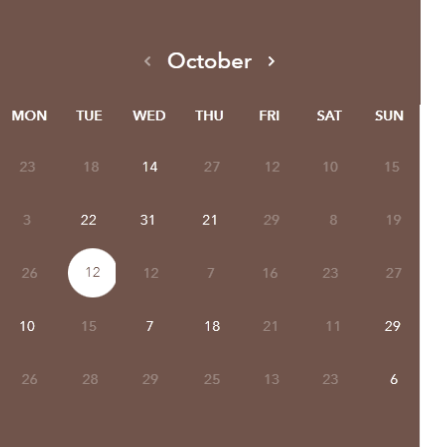 ‹ October ›
MON TUE WED THU FRI SAT SUN
23 18 14 27 12 10 15
3 22 31 21 29 8 19
26 12 12 7 16 23 27
10 15 7 18 21 11 29
26 28 29 25 13 23 6